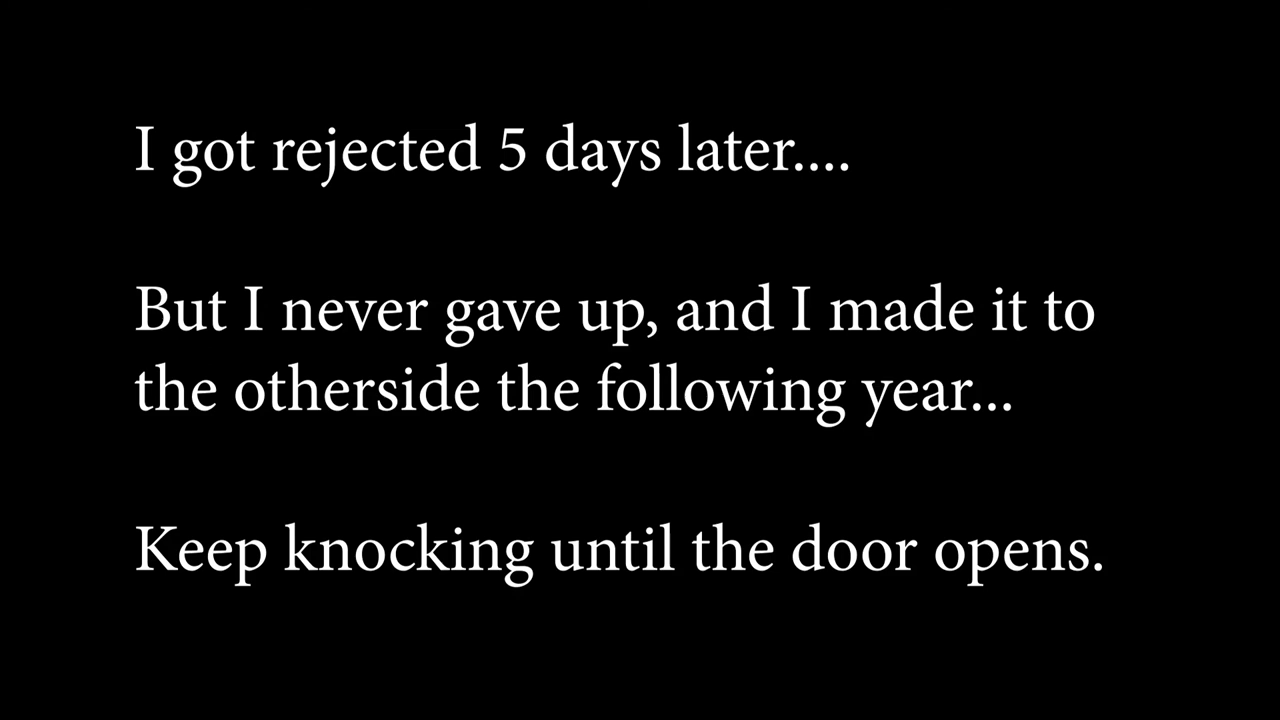 I got rejected 5 days later....
But I never gave up, and I made it to
the otherside the following year...
Keep knocking until the door opens.